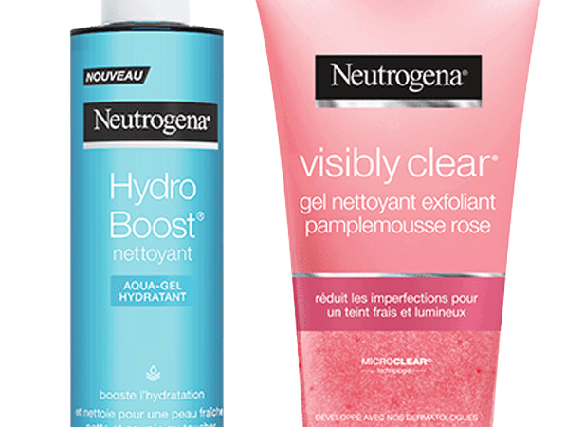 NOUVEAU
Neutrogena®
Hydro
Boost®
nettoyant
AQUA-GEL
HYDRATANT
booste l'hydratation
et nettoie pour une peau fraîche
Neutrogena®
visibly clear®
gel nettoyant exfoliant
pamplemousse rose
réduit les imperfections pour
un teint frais et lumineux
MICROCLEAR®
technologie
DÉVELOPPÉ AVEC NOS DERMATOLOGUES